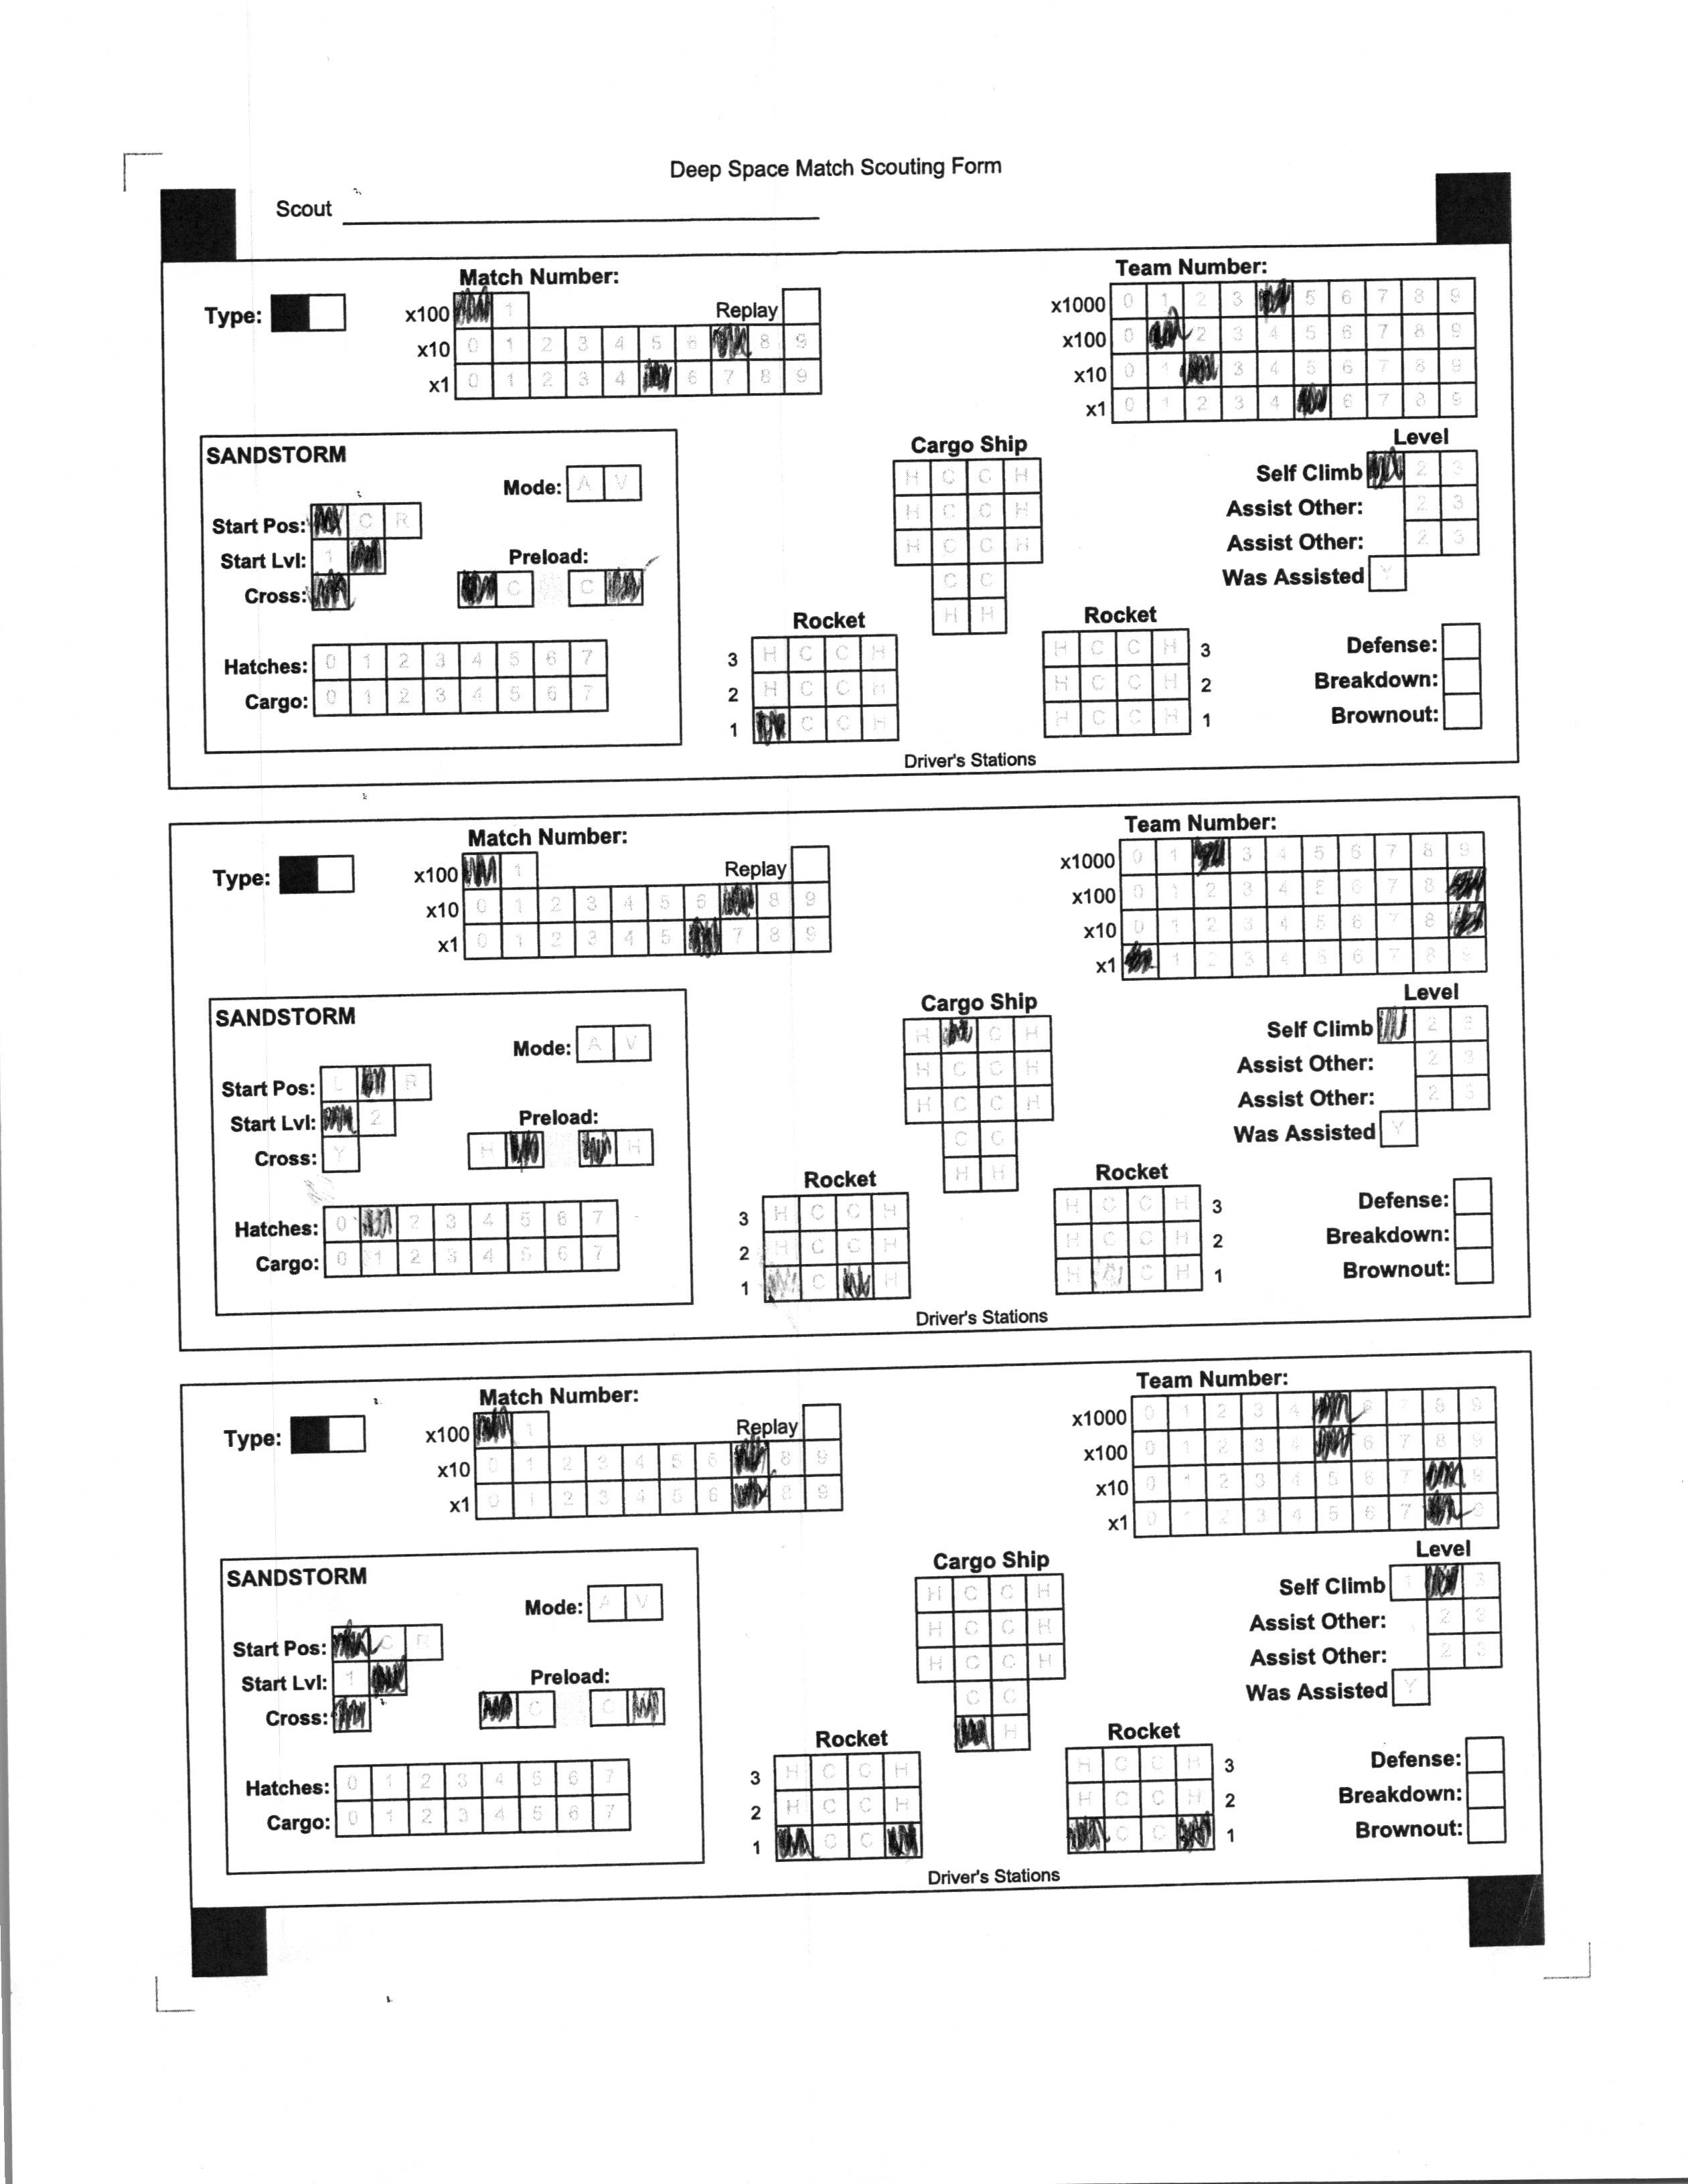 Deep Space Match Scouting Form
Scout
Match Number:
Team Number:
Type:
x100 1
Replay
x10 0 1 2 3 4 5 6 8 9
x1 0 1 2 3 4 6 7 8 9
x1000 0 1 2 3 5 6 7 8 9
x100 0 2 3 4 5 6 7 8 9
x10 0 1 3 4 5 6 7 8 9
x1 0 1 2 3 4 6 7 8 9
SANDSTORM
Mode: A V
Start Pos: C R
Start Lvl: 1
Preload:
Cross:
C C
Hatches: 0 1 2 3 4 5 6 7
Cargo: 0 1 2 3 4 5 6 7
Cargo Ship
H C C H
H C C H
H C C H
C C
H H
Level
Self Climb 2 3
Assist Other: 2 3
Assist Other: 2 3
Was Assisted Y
Rocket
3 H C C H
2 H C C H
1 C C H
Rocket
H C C H 3
H C C H 2
H C C H 1
Defense:
Breakdown:
Brownout:
Driver's Stations
Match Number:
Team Number:
Type:
x100 1
Replay
x10 0 1 2 3 4 5 6 8 9
x1 0 1 2 3 4 5 7 8 9
x1000 0 1 3 4 5 6 7 8 9
x100 0 1 2 3 4 5 6 7 8
x10 0 1 2 3 4 5 6 7 8
x1 1 2 3 4 5 6 7 8 9
SANDSTORM
Mode: A V
Start Pos: L R
Start Lvl: 2
Preload:
Cross: Y
H H
Hatches: 0 2 3 4 5 6 7
Cargo: 0 1 2 3 4 5 6 7
Cargo Ship
H C H
H C C H
H C C H
C C
H H
Level
Self Climb 2 3
Assist Other: 2 3
Assist Other: 2 3
Was Assisted Y
Rocket
3 H C C H
2 H C C H
1 C H
Rocket
H C C H 3
H C C H 2
H C C H 1
Defense:
Breakdown:
Brownout:
Driver's Stations
Match Number:
Team Number:
Type:
x100 1
Replay
x10 0 1 2 3 4 5 6 8 9
x1 0 1 2 3 4 5 6 8 9
x1000 0 1 2 3 4 6 7 8 9
x100 0 1 2 3 4 6 7 8 9
x10 0 1 2 3 4 5 6 7 9
x1 0 1 2 3 4 5 6 7 9
SANDSTORM
Mode: A V
Start Pos: C R
Start Lvl: 1
Preload:
Cross:
C C
Hatches: 0 1 2 3 4 5 6 7
Cargo: 0 1 2 3 4 5 6 7
Cargo Ship
H C C H
H C C H
H C C H
C C
H
Level
Self Climb 1 3
Assist Other: 2 3
Assist Other: 2 3
Was Assisted Y
Rocket
3 H C C H
2 H C C H
1 C C
Rocket
H C C H 3
H C C H 2
C C 1
Defense:
Breakdown:
Brownout:
Driver's Stations